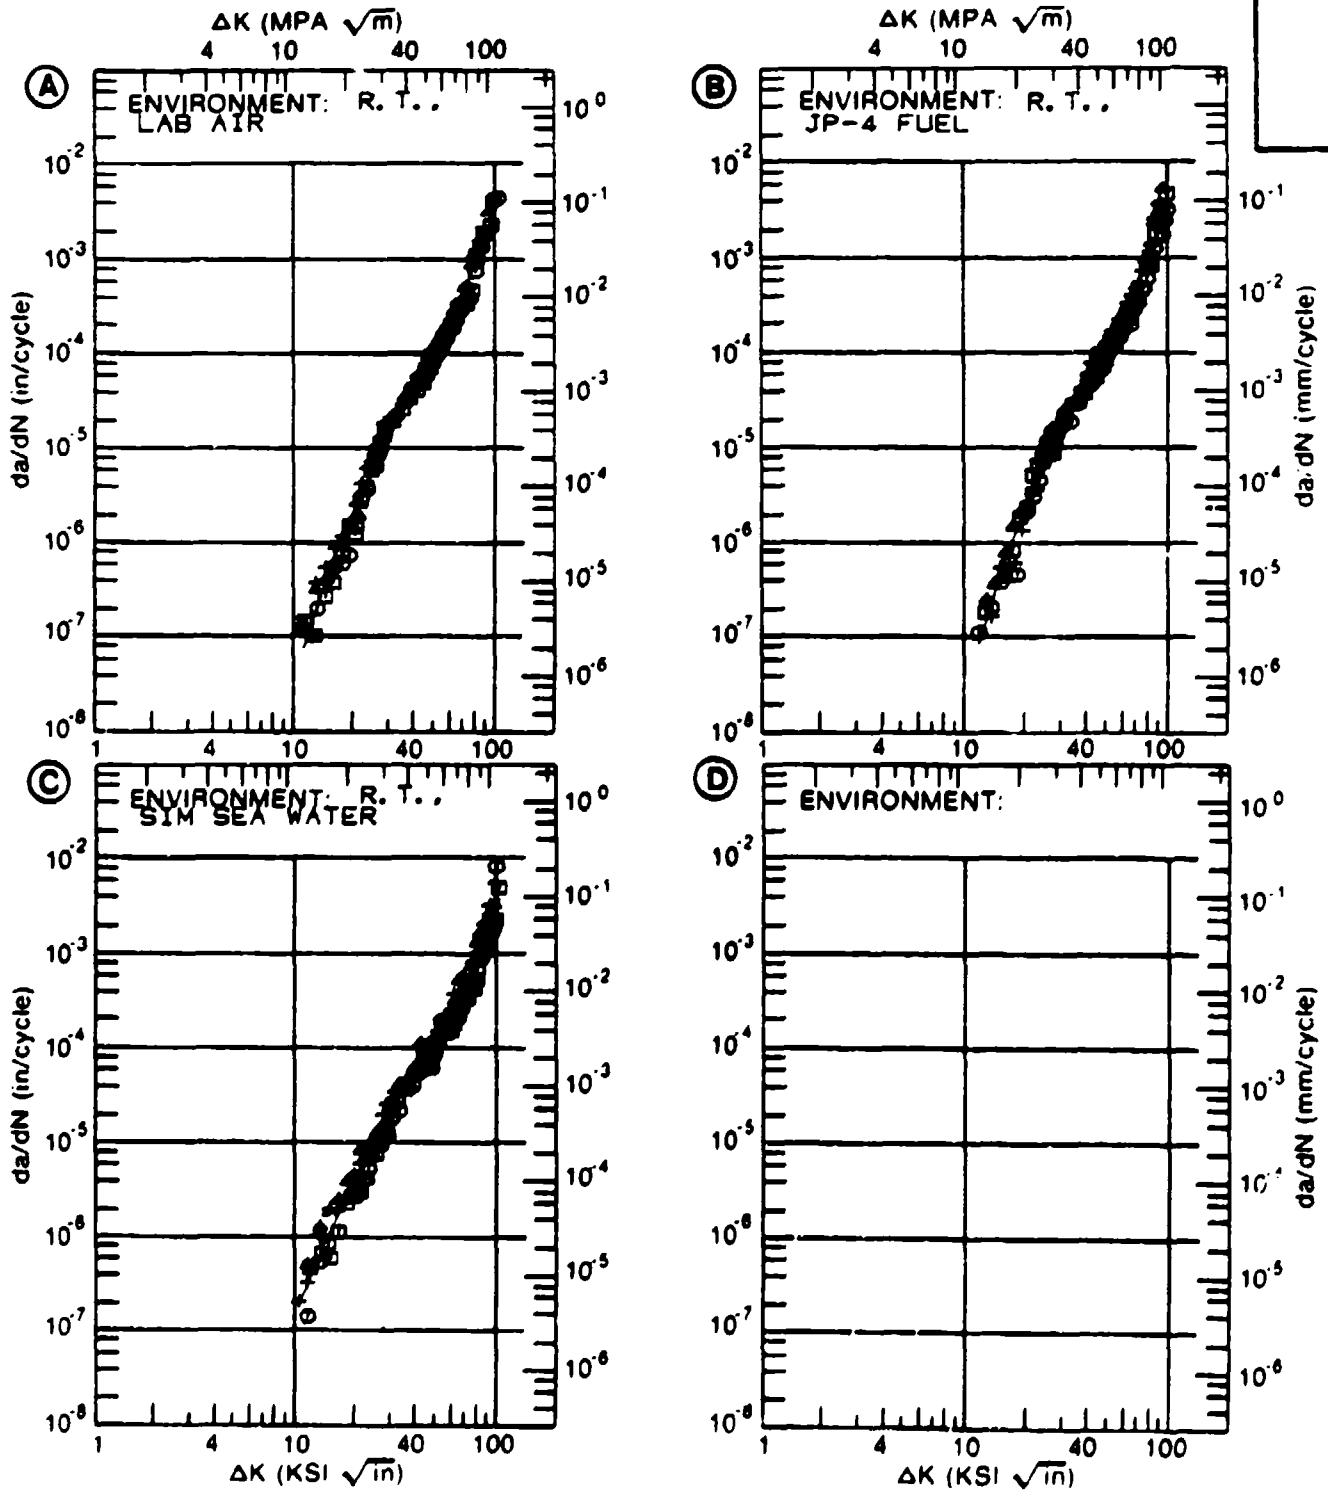 ΔK (MPA √m)
4 10 40 100
A
ENVIRONMENT: R.T.,
LAB AIR
10⁰
10⁻²
10⁻¹
10⁻³
10⁻²
10⁻⁴
10⁻³
10⁻⁵
10⁻⁴
10⁻⁶
10⁻⁵
10⁻⁷
10⁻⁶
10⁻⁸
da/dN (in/cycle)
1 4 10 40 100
ΔK (MPA √m)
4 10 40 100
B
ENVIRONMENT: R.T.,
JP-4 FUEL
10⁻²
10⁻¹
10⁻³
10⁻²
10⁻⁴
10⁻³
10⁻⁵
10⁻⁴
10⁻⁶
10⁻⁵
10⁻⁷
10⁻⁶
10⁻⁸
da/dN (mm/cycle)
1 4 10 40 100
C
ENVIRONMENT: R.T.,
SIM SEA WATER
10⁰
10⁻²
10⁻¹
10⁻³
10⁻²
10⁻⁴
10⁻³
10⁻⁵
10⁻⁴
10⁻⁶
10⁻⁵
10⁻⁷
10⁻⁶
10⁻⁸
da/dN (in/cycle)
1 4 10 40 100
ΔK (KSI √in)
D
ENVIRONMENT:
10⁰
10⁻²
10⁻¹
10⁻³
10⁻²
10⁻⁴
10⁻³
10⁻⁵
10⁻⁴
10⁻⁶
10⁻⁵
10⁻⁷
10⁻⁶
10⁻⁸
da/dN (mm/cycle)
1 4 10 40 100
ΔK (KSI √in)